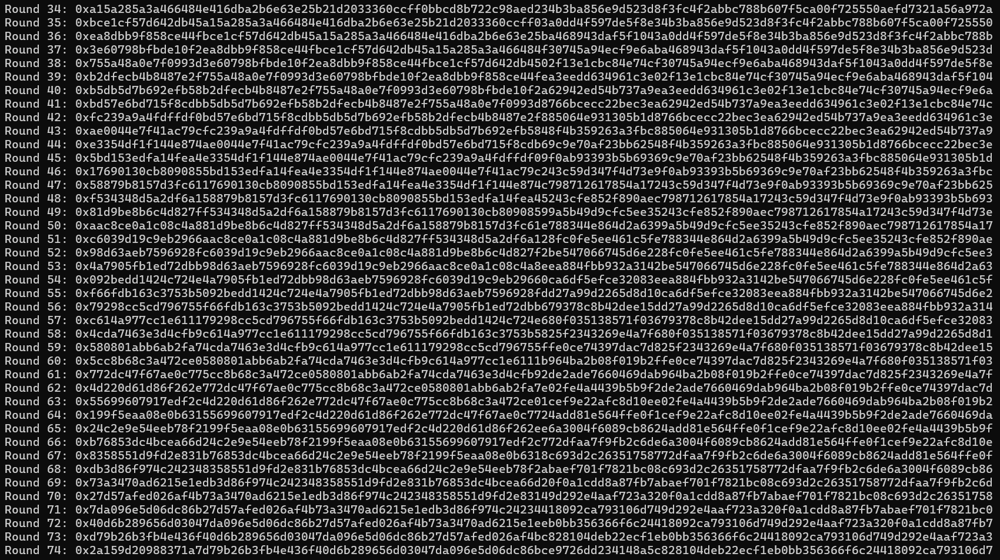 Round 34: 0xa15a285a3a466484e416dba2b6e63e25b21d2033360ccff0bbcd8b722c98aed234b3ba856e9d523d8f3fc4f2abbc788b607f5ca00f725550aefd7321a56a972a
Round 35: 0xbce1cf57d642db45a15a285a3a466484e416dba2b6e63e25b21d2033360ccff03a0dd4f597de5f8e34b3ba856e9d523d8f3fc4f2abbc788b607f5ca00f725550
Round 36: 0xea8dbb9f858ce44fbce1cf57d642db45a15a285a3a466484e416dba2b6e63e25ba468943daf5f1043a0dd4f597de5f8e34b3ba856e9d523d8f3fc4f2abbc788b
Round 37: 0x3e60798bfbde10f2ea8dbb9f858ce44fbce1cf57d642db45a15a285a3a466484f30745a94ecf9e6aba468943daf5f1043a0dd4f597de5f8e34b3ba856e9d523d
Round 38: 0x755a48a0e7f0993d3e60798bfbde10f2ea8dbb9f858ce44fbce1cf57d642db4502f13e1cbc84e74cf30745a94ecf9e6aba468943daf5f1043a0dd4f597de5f8e
Round 39: 0xb2dfecb4b8487e2f755a48a0e7f0993d3e60798bfbde10f2ea8dbb9f858ce44fea3eedd634961c3e02f13e1cbc84e74cf30745a94ecf9e6aba468943daf5f104
Round 40: 0xb5db5d7b692efb58b2dfecb4b8487e2f755a48a0e7f0993d3e60798bfbde10f2a62942ed54b737a9ea3eedd634961c3e02f13e1cbc84e74cf30745a94ecf9e6a
Round 41: 0xbd57e6bd715f8cdbb5db5d7b692efb58b2dfecb4b8487e2f755a48a0e7f0993d8766bcecc22bec3ea62942ed54b737a9ea3eedd634961c3e02f13e1cbc84e74c
Round 42: 0xfc239a9a4fdffdf0bd57e6bd715f8cdbb5db5d7b692efb58b2dfecb4b8487e2f885064e931305b1d8766bcecc22bec3ea62942ed54b737a9ea3eedd634961c3e
Round 43: 0xae0044e7f41ac79cfc239a9a4fdffdf0bd57e6bd715f8cdbb5db5d7b692efb5848f4b359263a3fbc885064e931305b1d8766bcecc22bec3ea62942ed54b737a9
Round 44: 0xe3354df1f144e874ae0044e7f41ac79cfc239a9a4fdffdf0bd57e6bd715f8cdb69c9e70af23bb62548f4b359263a3fbc885064e931305b1d8766bcecc22bec3e
Round 45: 0x5bd153edfa14fea4e3354df1f144e874ae0044e7f41ac79cfc239a9a4fdffdf09f0ab93393b5b69369c9e70af23bb62548f4b359263a3fbc885064e931305b1d
Round 46: 0x17690130cb8090855bd153edfa14fea4e3354df1f144e874ae0044e7f41ac79c243c59d347f4d73e9f0ab93393b5b69369c9e70af23bb62548f4b359263a3fbc
Round 47: 0x58879b8157d3fc6117690130cb8090855bd153edfa14fea4e3354df1f144e874c798712617854a17243c59d347f4d73e9f0ab93393b5b69369c9e70af23bb625
Round 48: 0xf534348d5a2df6a158879b8157d3fc6117690130cb8090855bd153edfa14fea45243cfe852f890aec798712617854a17243c59d347f4d73e9f0ab93393b5b693
Round 49: 0x81d9be8b6c4d827ff534348d5a2df6a158879b8157d3fc6117690130cb80908599a5b49d9cfc5ee35243cfe852f890aec798712617854a17243c59d347f4d73e
Round 50: 0xaac8ce0a1c08c4a881d9be8b6c4d827ff534348d5a2df6a158879b8157d3fc61e788344e864d2a6399a5b49d9cfc5ee35243cfe852f890aec798712617854a17
Round 51: 0xc6039d19c9eb2966aac8ce0a1c08c4a881d9be8b6c4d827ff534348d5a2df6a128fc0fe5ee461c5fe788344e864d2a6399a5b49d9cfc5ee35243cfe852f890ae
Round 52: 0x98d63aeb7596928fc6039d19c9eb2966aac8ce0a1c08c4a881d9be8b6c4d827f2be547066745d6e228fc0fe5ee461c5fe788344e864d2a6399a5b49d9cfc5ee3
Round 53: 0x4a7905fb1ed72dbb98d63aeb7596928fc6039d19c9eb2966aac8ce0a1c08c4a8eea884fbb932a3142be547066745d6e228fc0fe5ee461c5fe788344e864d2a63
Round 54: 0x092bedd1424c724e4a7905fb1ed72dbb98d63aeb7596928fc6039d19c9eb29660ca6df5efce32083eea884fbb932a3142be547066745d6e228fc0fe5ee461c5f
Round 55: 0xf66fdb163c3753b5092bedd1424c724e4a7905fb1ed72dbb98d63aeb7596928fdd27a99d2265d8d10ca6df5efce32083eea884fbb932a3142be547066745d6e2
Round 56: 0x79298cc5cd796755f66fdb163c3753b5092bedd1424c724e4a7905fb1ed72dbb679378c8b42dee15dd27a99d2265d8d10ca6df5efce32083eea884fbb932a314
Round 57: 0xc614a977cc1e611179298cc5cd796755f66fdb163c3753b5092bedd1424c724e680f035138571f03679378c8b42dee15dd27a99d2265d8d10ca6df5efce32083
Round 58: 0x4cda7463e3d4cfb9c614a977cc1e611179298cc5cd796755f66fdb163c3753b5825f2343269e4a7f680f035138571f03679378c8b42dee15dd27a99d2265d8d1
Round 59: 0x580801abb6ab2fa74cda7463e3d4cfb9c614a977cc1e611179298cc5cd796755ffe0ce74397dac7d825f2343269e4a7f680f035138571f03679378c8b42dee15
Round 60: 0x5cc8b68c3a472ce0580801abb6ab2fa74cda7463e3d4cfb9c614a977cc1e6111b964ba2b08f019b2ffe0ce74397dac7d825f2343269e4a7f680f035138571f03
Round 61: 0x772dc47f67ae0c775cc8b68c3a472ce0580801abb6ab2fa74cda7463e3d4cfb92de2ade7660469dab964ba2b08f019b2ffe0ce74397dac7d825f2343269e4a7f
Round 62: 0x4d220d61d86f262e772dc47f67ae0c775cc8b68c3a472ce0580801abb6ab2fa7e02fe4a4439b5b9f2de2ade7660469dab964ba2b08f019b2ffe0ce74397dac7d
Round 63: 0x55699607917edf2c4d220d61d86f262e772dc47f67ae0c775cc8b68c3a472ce01cef9e22afc8d10ee02fe4a4439b5b9f2de2ade7660469dab964ba2b08f019b2
Round 64: 0x199f5eaa08e0b63155699607917edf2c4d220d61d86f262e772dc47f67ae0c7724add81e564ffe0f1cef9e22afc8d10ee02fe4a4439b5b9f2de2ade7660469da
Round 65: 0x24c2e9e54eeb78f2199f5eaa08e0b63155699607917edf2c4d220d61d86f262ee6a3004f6089cb8624add81e564ffe0f1cef9e22afc8d10ee02fe4a4439b5b9f
Round 66: 0xb76853dc4bcea66d24c2e9e54eeb78f2199f5eaa08e0b63155699607917edf2c772dfaa7f9fb2c6de6a3004f6089cb8624add81e564ffe0f1cef9e22afc8d10e
Round 67: 0x8358551d9fd2e831b76853dc4bcea66d24c2e9e54eeb78f2199f5eaa08e0b6318c693d2c26351758772dfaa7f9fb2c6de6a3004f6089cb8624add81e564ffe0f
Round 68: 0xdb3d86f974c242348358551d9fd2e831b76853dc4bcea66d24c2e9e54eeb78f2abaef701f7821bc08c693d2c26351758772dfaa7f9fb2c6de6a3004f6089cb86
Round 69: 0x73a3470ad6215e1edb3d86f974c242348358551d9fd2e831b76853dc4bcea66d20f0a1cdd8a87fb7abaef701f7821bc08c693d2c26351758772dfaa7f9fb2c6d
Round 70: 0x27d57afed026af4b73a3470ad6215e1edb3d86f974c242348358551d9fd2e83149d292e4aaf723a320f0a1cdd8a87fb7abaef701f7821bc08c693d2c26351758
Round 71: 0x7da096e5d06dc86b27d57afed026af4b73a3470ad6215e1edb3d86f974c24234418092ca793106d749d292e4aaf723a320f0a1cdd8a87fb7abaef701f7821bc0
Round 72: 0x40d6b289656d03047da096e5d06dc86b27d57afed026af4b73a3470ad6215e1eeb0bb356366f6c24418092ca793106d749d292e4aaf723a320f0a1cdd8a87fb7
Round 73: 0xd79b26b3fb4e436f40d6b289656d03047da096e5d06dc86b27d57afed026af4bc828104deb22ecf1eb0bb356366f6c24418092ca793106d749d292e4aaf723a3
Round 74: 0x2a159d20988371a7d79b26b3fb4e436f40d6b289656d03047da096e5d06dc86bce9726dd234148a5c828104deb22ecf1eb0bb356366f6c24418092ca793106d7